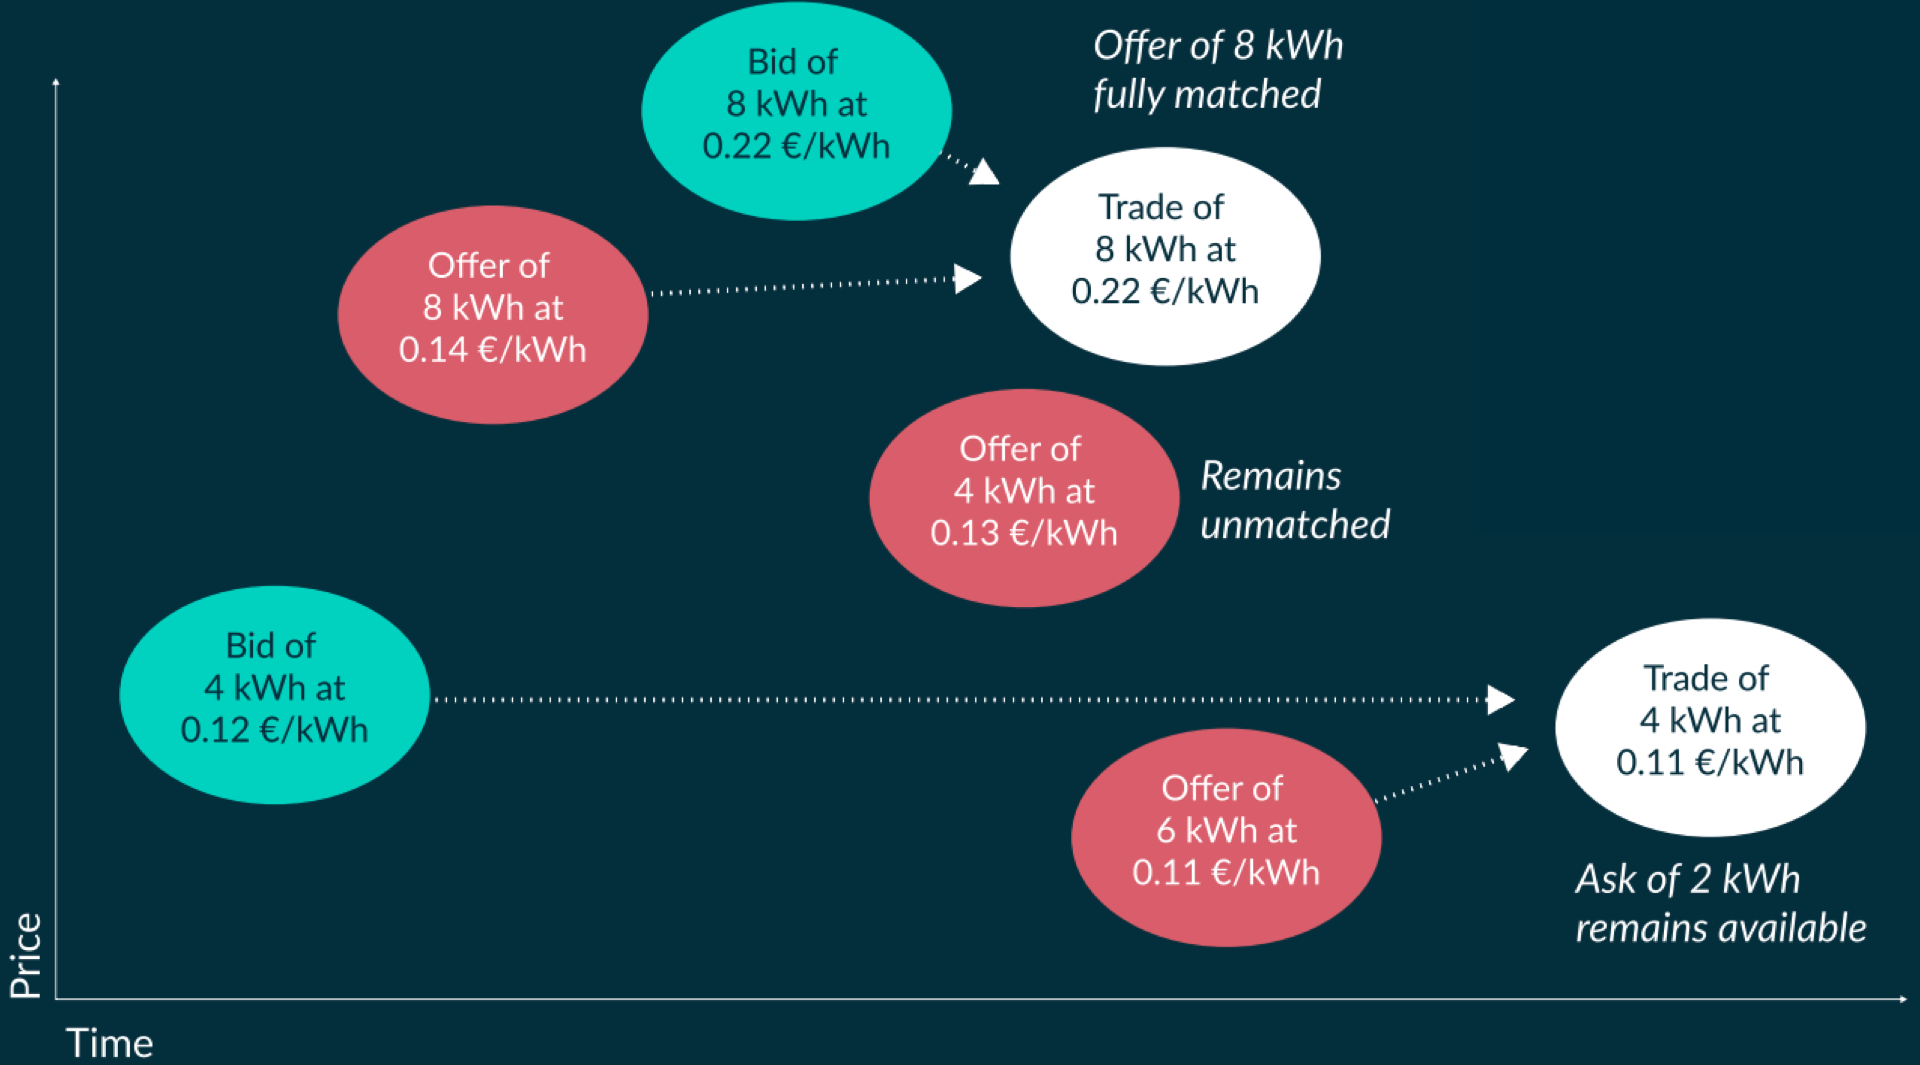 Bid of
8 kWh at
0.22 €/kWh
Offer of 8 kWh
fully matched
Offer of
8 kWh at
0.14 €/kWh
Trade of
8 kWh at
0.22 €/kWh
Offer of
4 kWh at
0.13 €/kWh
Remains
unmatched
Bid of
4 kWh at
0.12 €/kWh
Trade of
4 kWh at
0.11 €/kWh
Offer of
6 kWh at
0.11 €/kWh
Ask of 2 kWh
remains available
Price
Time